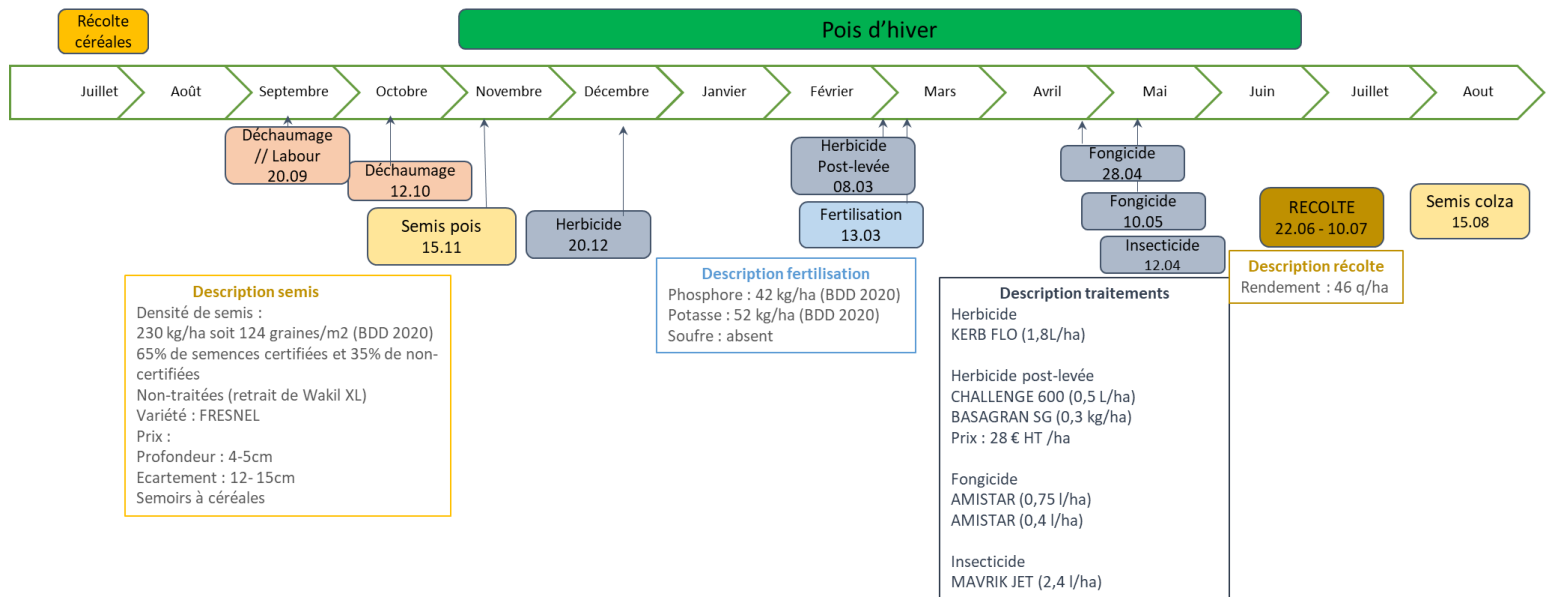 Récolte
céréales
Pois d’hiver
Juillet
Août
Septembre
Octobre
Novembre
Décembre
Janvier
Février
Mars
Avril
Mai
Juin
Juillet
Aout
Déchaumage
// Labour
20.09
Déchaumage
12.10
Semis pois
15.11
Herbicide
20.12
Herbicide
Post-levée
08.03
Fertilisation
13.03
Fongicide
28.04
Fongicide
10.05
Insecticide
12.04
RECOLTE
22.06 - 10.07
Semis colza
15.08
Description semis
Densité de semis :
230 kg/ha soit 124 graines/m2 (BDD 2020)
65% de semences certifiées et 35% de non-
certifiées
Non-traitées (retrait de Wakil XL)
Variété : FRESNEL
Prix :
Profondeur : 4-5cm
Ecartement : 12- 15cm
Semoirs à céréales
Description fertilisation
Phosphore : 42 kg/ha (BDD 2020)
Potasse : 52 kg/ha (BDD 2020)
Soufre : absent
Description traitements
Herbicide
KERB FLO (1,8L/ha)
Herbicide post-levée
CHALLENGE 600 (0,5 L/ha)
BASAGRAN SG (0,3 kg/ha)
Prix : 28 € HT /ha
Fongicide
AMISTAR (0,75 l/ha)
AMISTAR (0,4 l/ha)
Insecticide
MAVRIK JET (2,4 l/ha)
Description récolte
Rendement : 46 q/ha